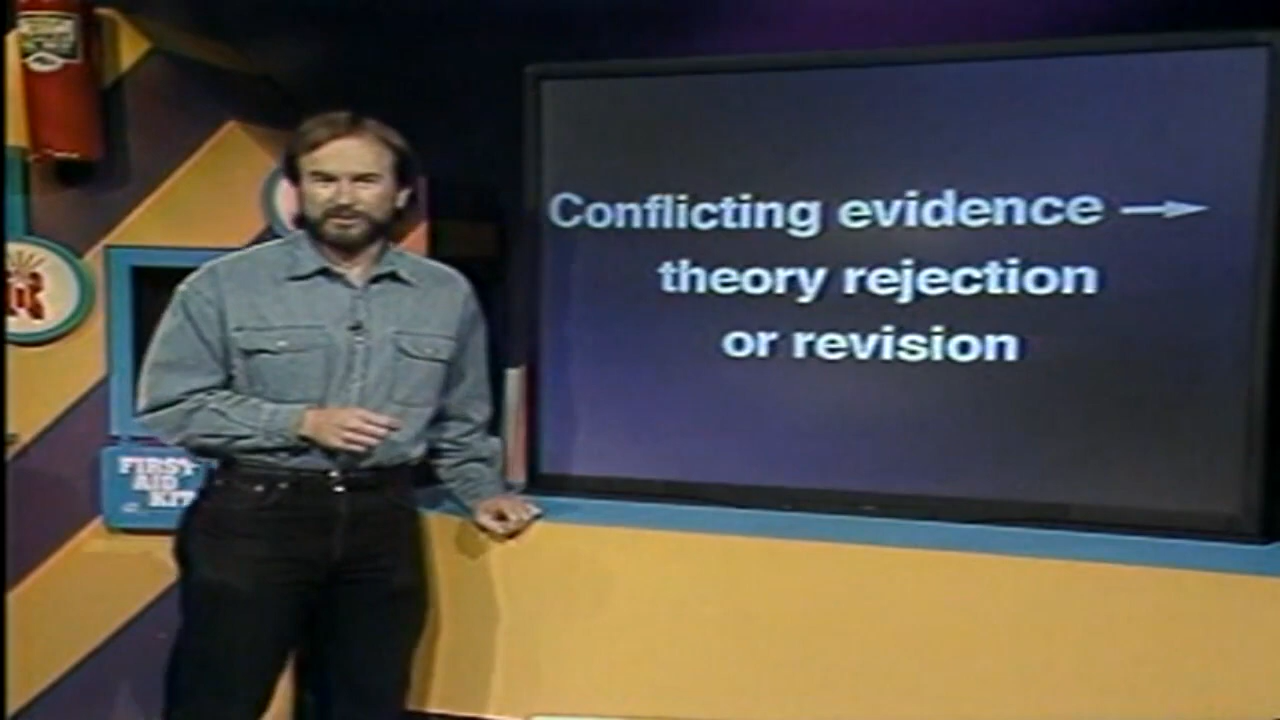 Conflicting evidence →
theory rejection
or revision
FIRST-
AID
KIT